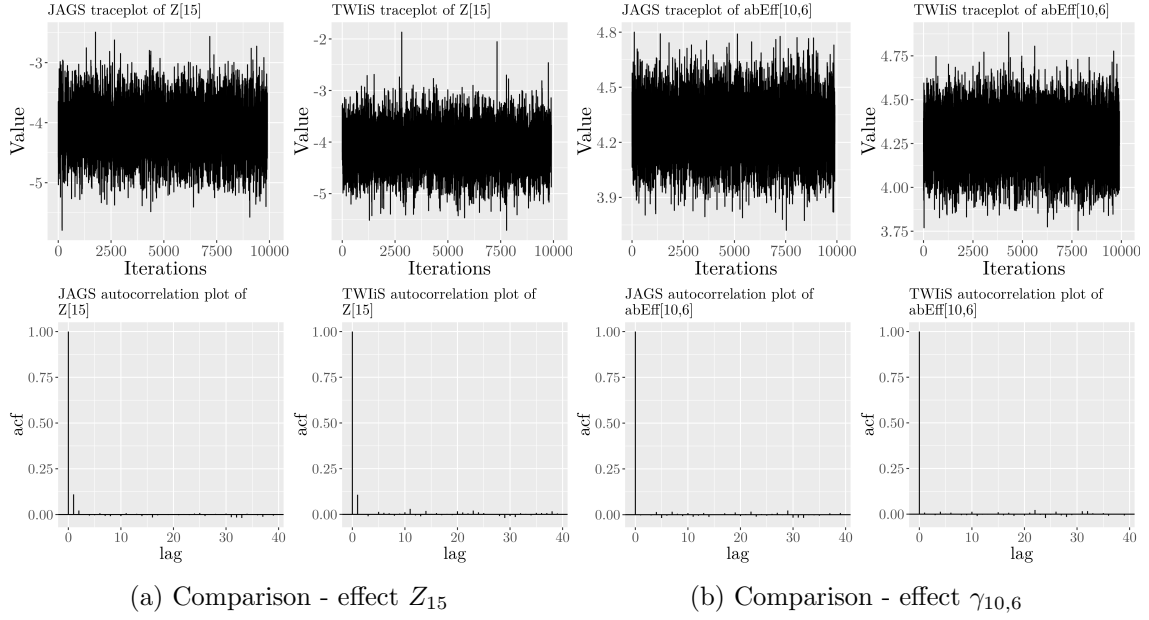 JAGS traceplot of Z[15]
-3
-4
-5
Value
0 2500 5000 7500 10000
Iterations
TWIiS traceplot of Z[15]
-2
-3
-4
-5
Value
0 2500 5000 7500 10000
Iterations
JAGS traceplot of abEff[10,6]
4.8
4.5
4.2
3.9
Value
0 2500 5000 7500 10000
Iterations
TWIiS traceplot of abEff[10,6]
4.75
4.50
4.25
4.00
3.75
Value
0 2500 5000 7500 10000
Iterations
JAGS autocorrelation plot of
Z[15]
1.00
0.75
0.50
0.25
0.00
acf
0 10 20 30 40
lag
TWIiS autocorrelation plot of
Z[15]
1.00
0.75
0.50
0.25
0.00
acf
0 10 20 30 40
lag
JAGS autocorrelation plot of
abEff[10,6]
1.00
0.75
0.50
0.25
0.00
acf
0 10 20 30 40
lag
TWIiS autocorrelation plot of
abEff[10,6]
1.00
0.75
0.50
0.25
0.00
acf
0 10 20 30 40
lag
(a) Comparison - effect Z₁₅
(b) Comparison - effect γ₁₀,₆